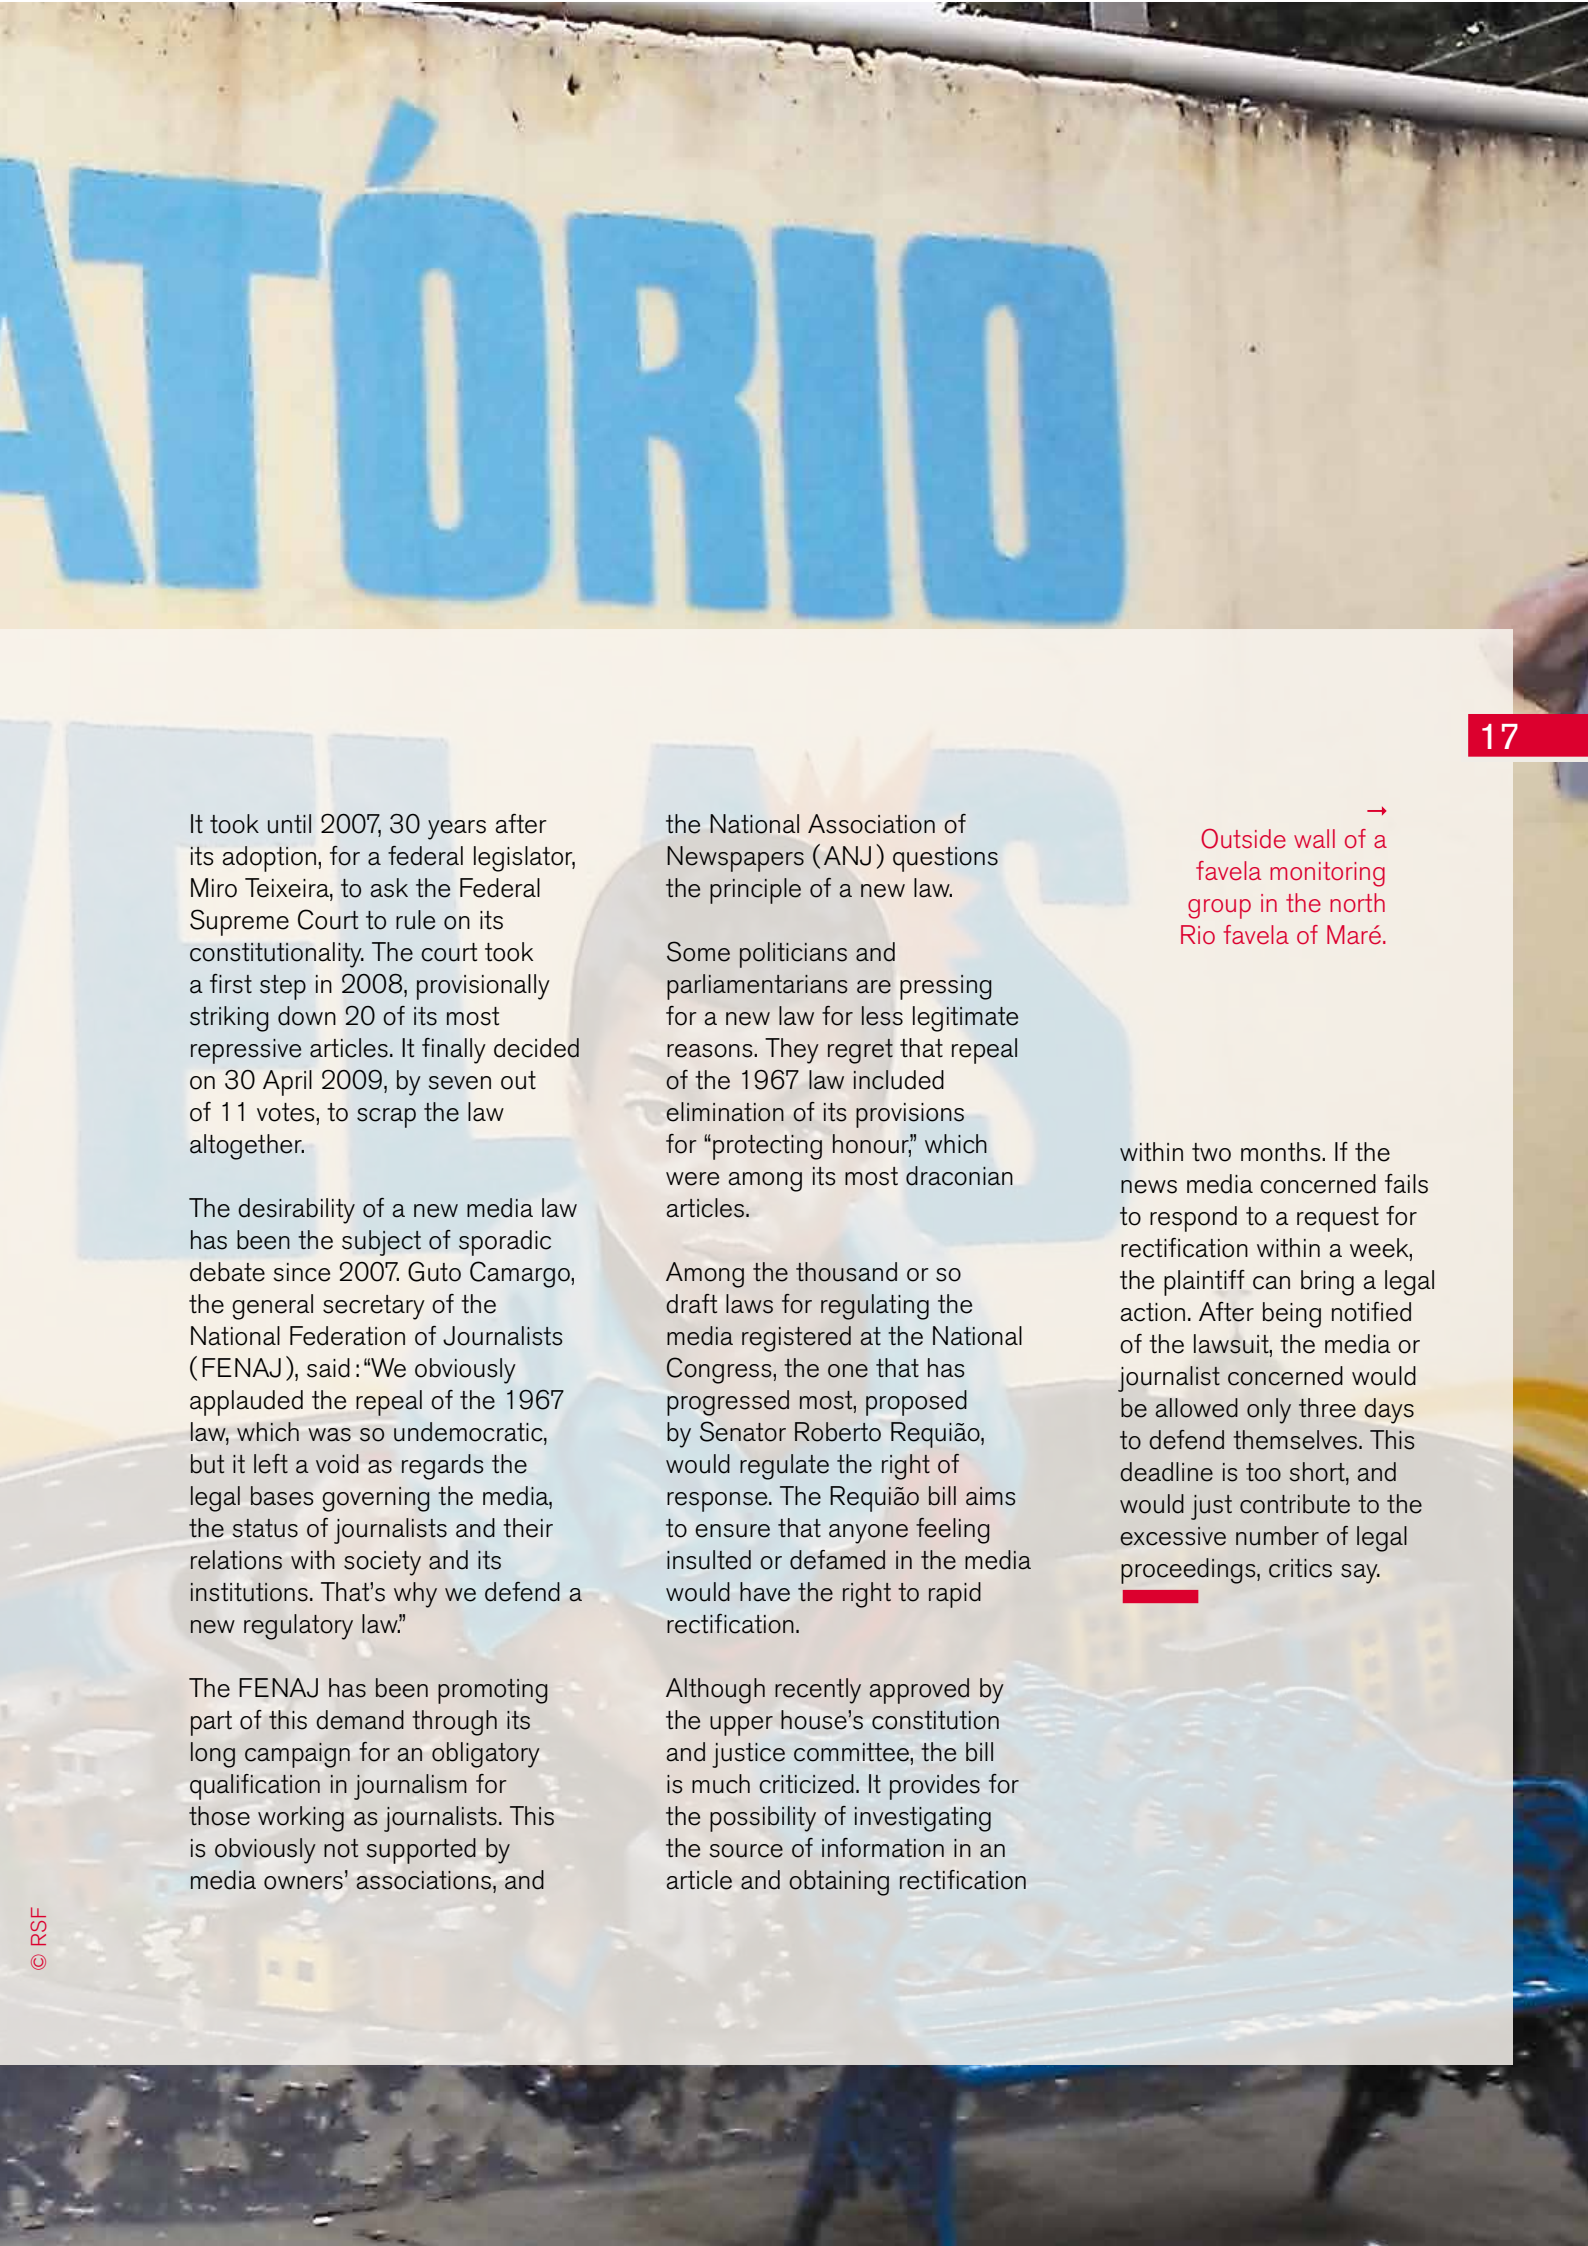 ATÓRIO
VELAS
17
It took until 2007, 30 years after
its adoption, for a federal legislator,
Miro Teixeira, to ask the Federal
Supreme Court to rule on its
constitutionality. The court took
a first step in 2008, provisionally
striking down 20 of its most
repressive articles. It finally decided
on 30 April 2009, by seven out
of 11 votes, to scrap the law
altogether.
The desirability of a new media law
has been the subject of sporadic
debate since 2007. Guto Camargo,
the general secretary of the
National Federation of Journalists
(FENAJ), said : “We obviously
applauded the repeal of the 1967
law, which was so undemocratic,
but it left a void as regards the
legal bases governing the media,
the status of journalists and their
relations with society and its
institutions. That’s why we defend a
new regulatory law.”
The FENAJ has been promoting
part of this demand through its
long campaign for an obligatory
qualification in journalism for
those working as journalists. This
is obviously not supported by
media owners’ associations, and
the National Association of
Newspapers (ANJ) questions
the principle of a new law.
Some politicians and
parliamentarians are pressing
for a new law for less legitimate
reasons. They regret that repeal
of the 1967 law included
elimination of its provisions
for “protecting honour,” which
were among its most draconian
articles.
Among the thousand or so
draft laws for regulating the
media registered at the National
Congress, the one that has
progressed most, proposed
by Senator Roberto Requião,
would regulate the right of
response. The Requião bill aims
to ensure that anyone feeling
insulted or defamed in the media
would have the right to rapid
rectification.
Although recently approved by
the upper house’s constitution
and justice committee, the bill
is much criticized. It provides for
the possibility of investigating
the source of information in an
article and obtaining rectification
→
Outside wall of a
favela monitoring
group in the north
Rio favela of Maré.
within two months. If the
news media concerned fails
to respond to a request for
rectification within a week,
the plaintiff can bring a legal
action. After being notified
of the lawsuit, the media or
journalist concerned would
be allowed only three days
to defend themselves. This
deadline is too short, and
would just contribute to the
excessive number of legal
proceedings, critics say.
© RSF